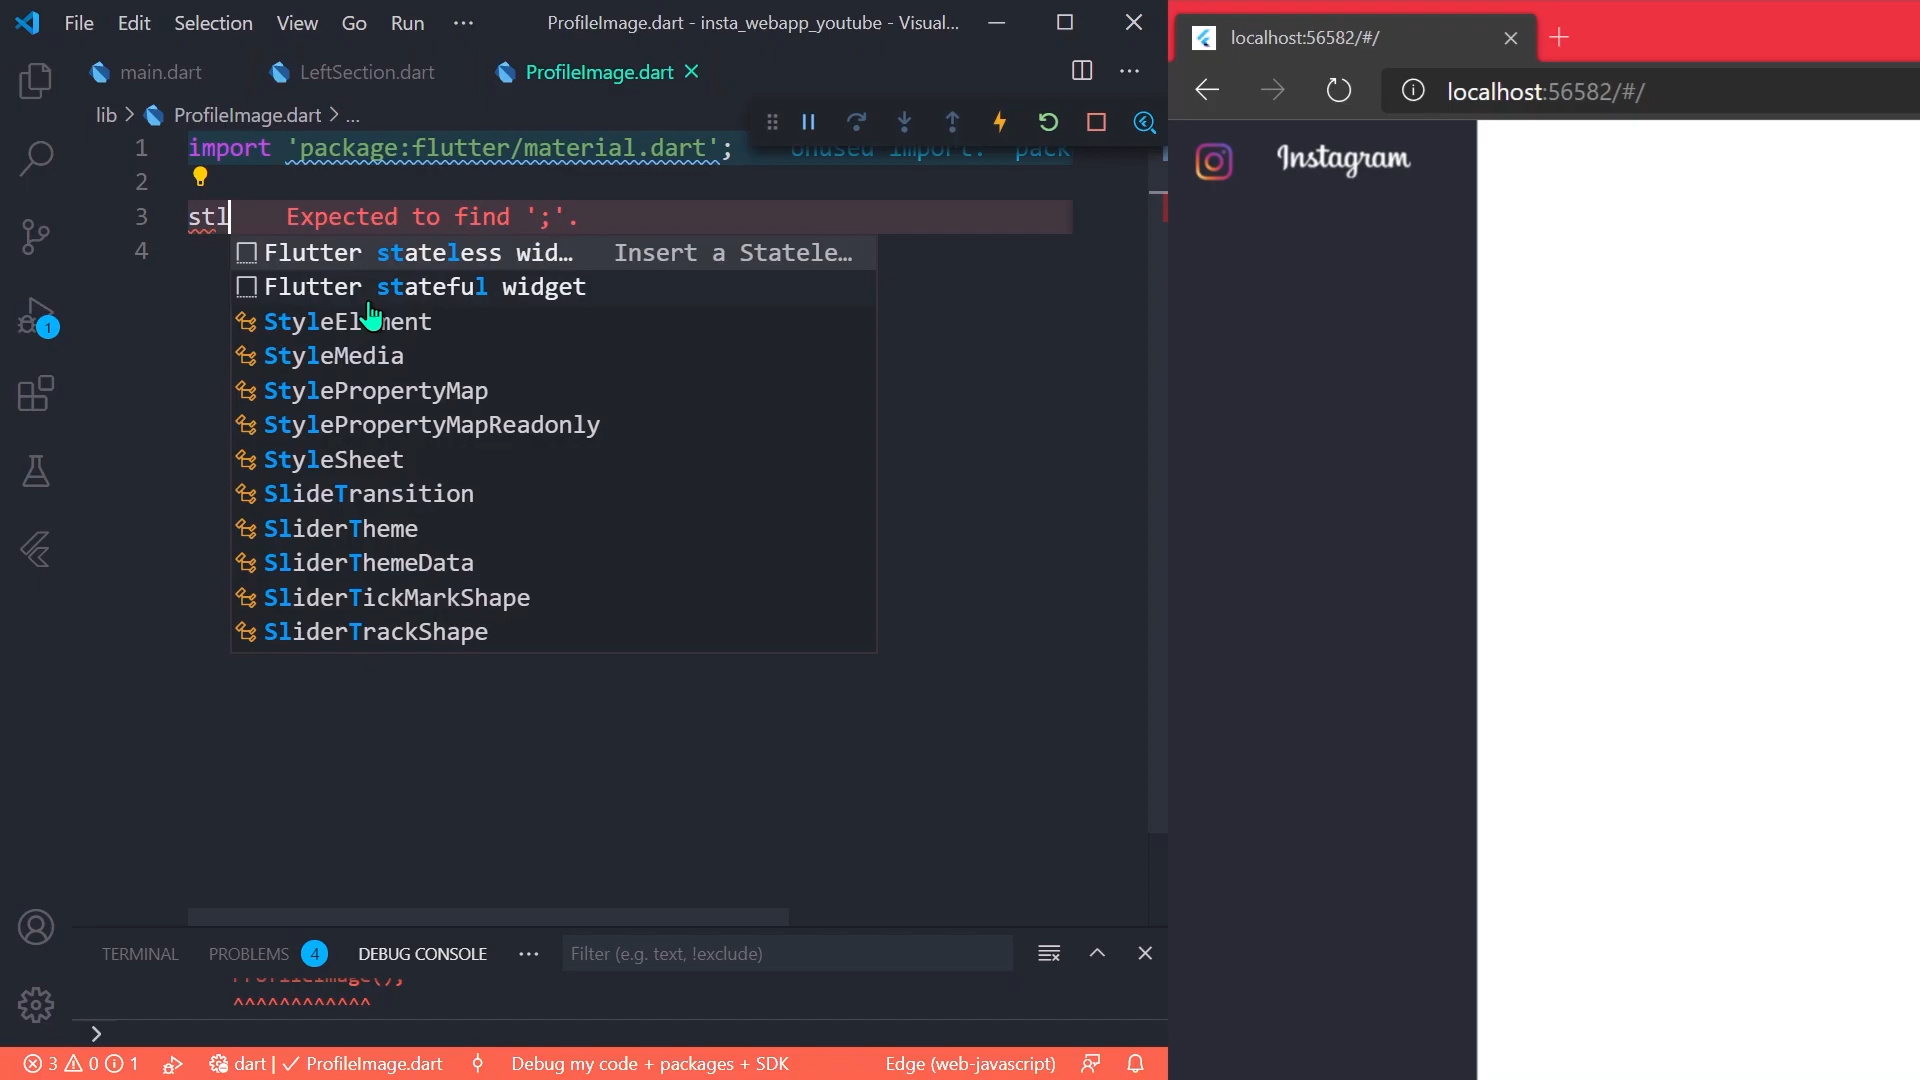 File Edit Selection View Go Run ··· ProfileImage.dart - insta_webapp_youtube - Visual...
main.dart LeftSection.dart ProfileImage.dart
lib > ProfileImage.dart > ...
1 import 'package:flutter/material.dart'; Unused import: 'pack
2
3 stl Expected to find ';'.
4
Flutter stateless wid... Insert a Statele...
Flutter stateful widget
StyleElement
StyleMedia
StylePropertyMap
StylePropertyMapReadonly
StyleSheet
SlideTransition
SliderTheme
SliderThemeData
SliderTickMarkShape
SliderTrackShape
1
TERMINAL PROBLEMS 4 DEBUG CONSOLE ··· Filter (e.g. text, !exclude)
ProfileImage();
^^^^^^^^^^^^
>
3 0 1 dart | ProfileImage.dart Debug my code + packages + SDK Edge (web-javascript)
localhost:56582/#/
localhost:56582/#/
Instagram